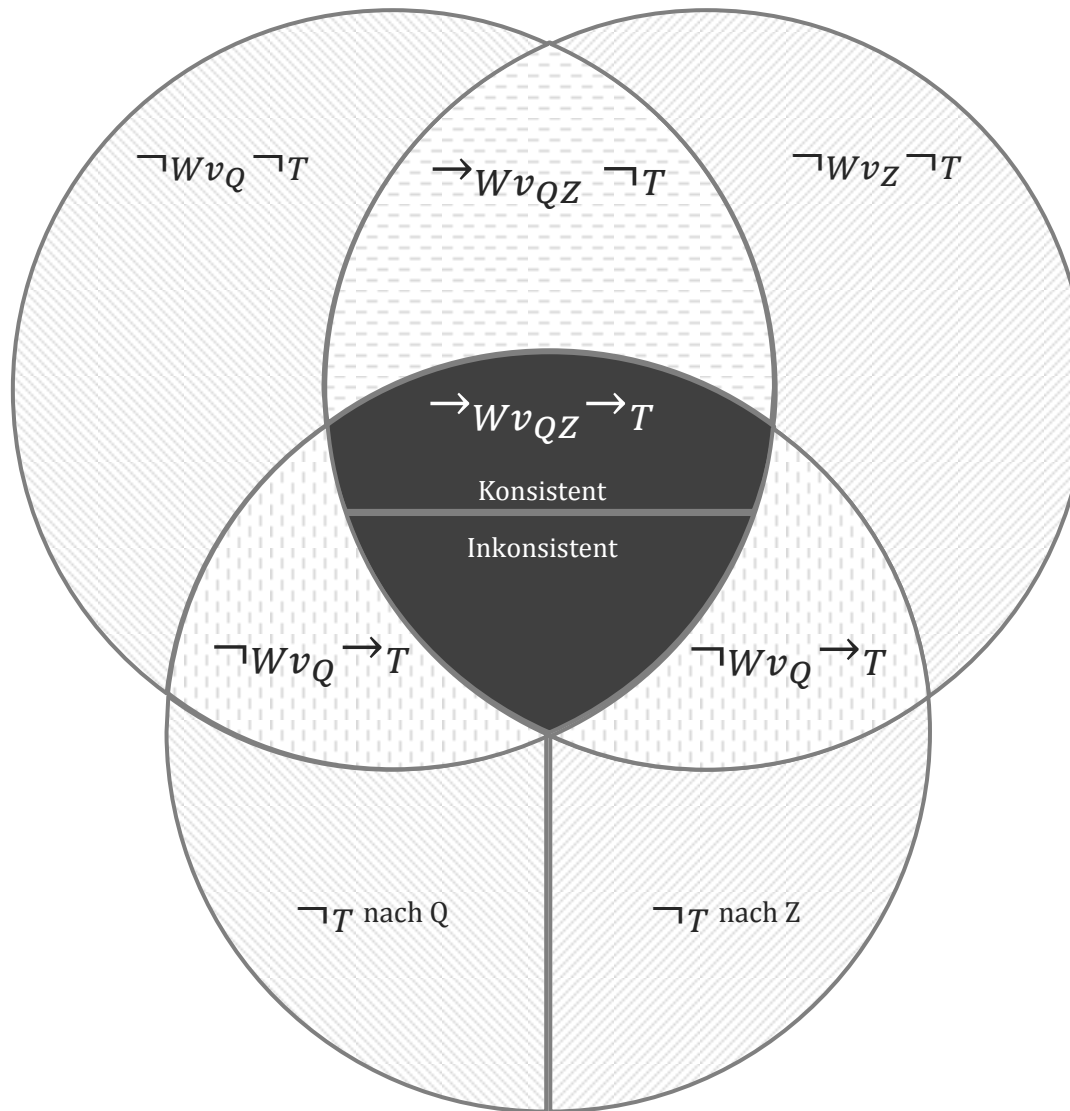 ¬Wv_Q ¬T
→Wv_QZ ¬T
¬Wv_Z ¬T
→Wv_QZ →T
Konsistent
Inkonsistent
¬Wv_Q →T
¬Wv_Q →T
¬T nach Q
¬T nach Z